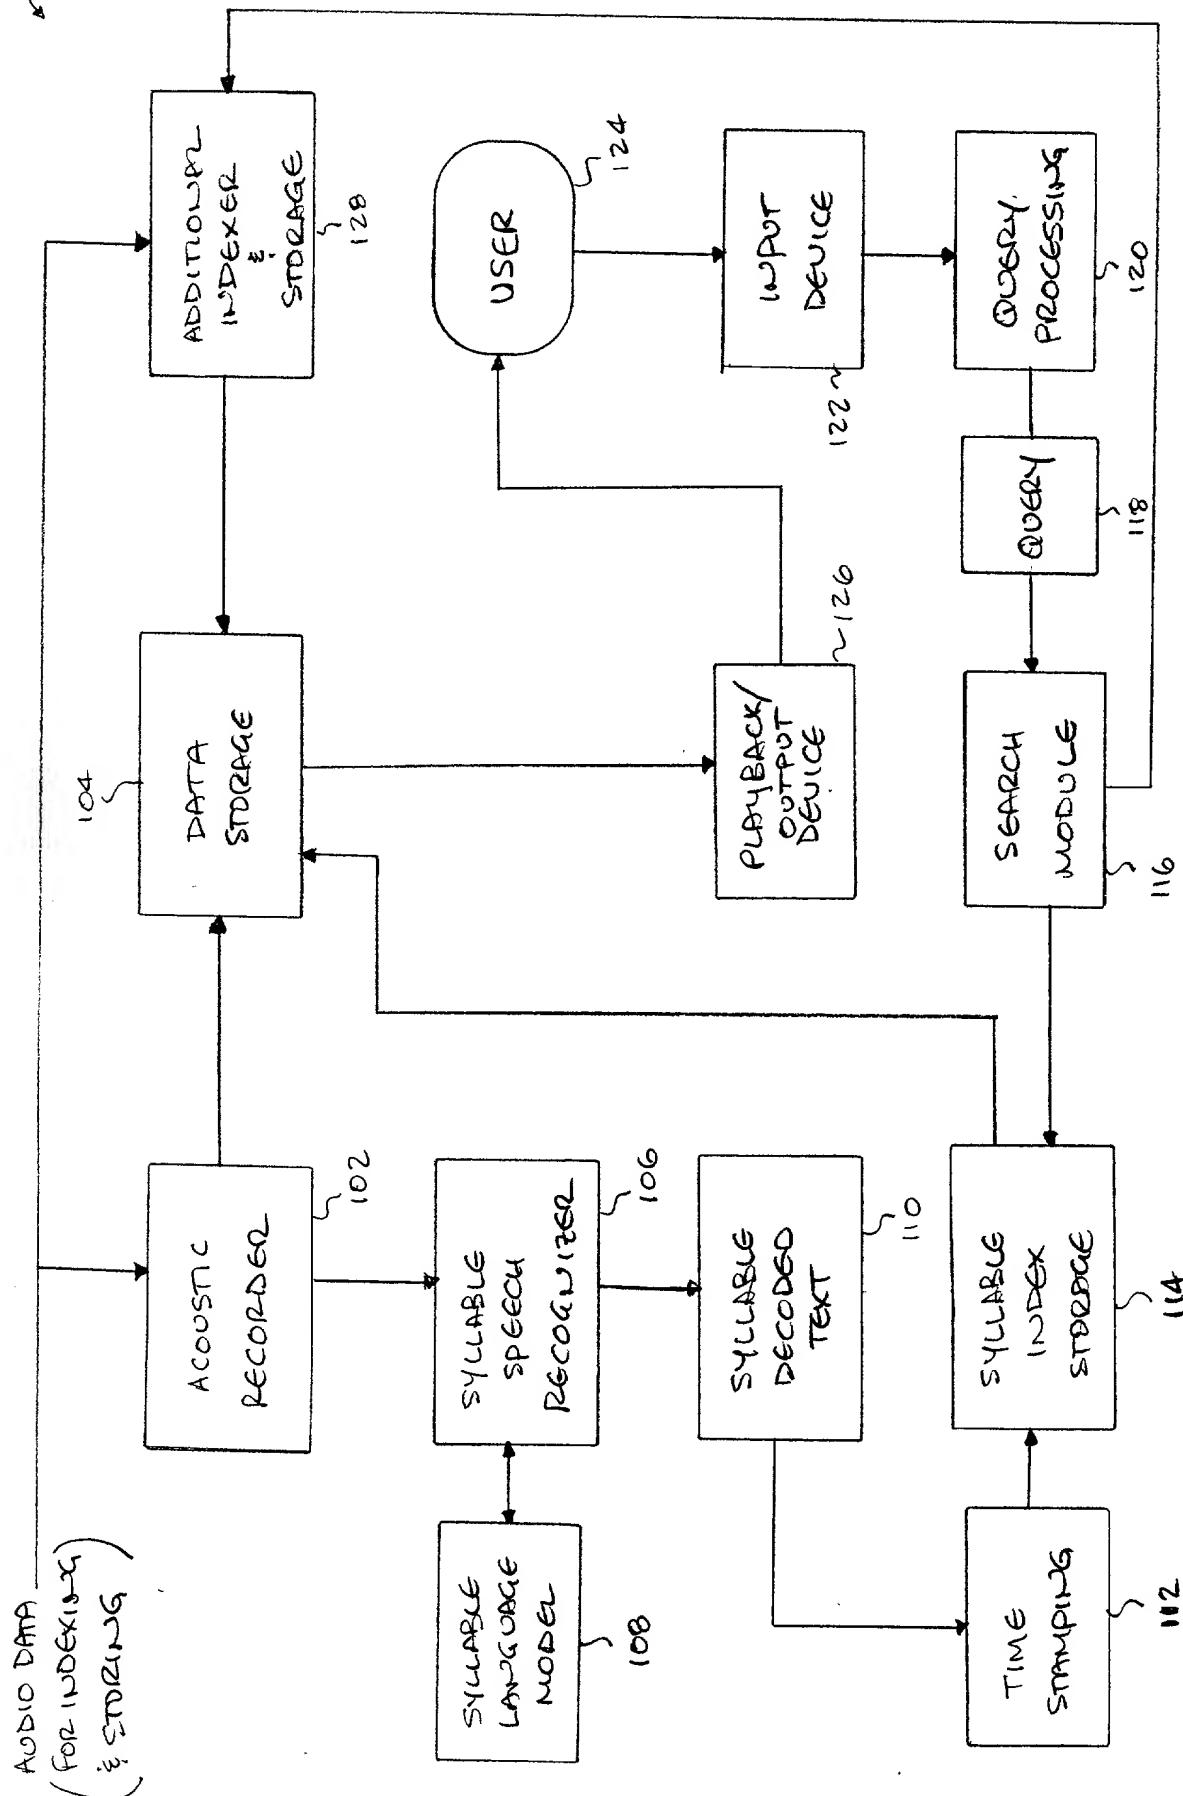 AUDIO DATA
(FOR INDEXING
& STORING)
ACOUSTIC
RECORDER
102
DATA
STORAGE
104
ADDITIONAL
INDEXER
&
STORAGE
128
SYLLABLE
LANGUAGE
MODEL
108
SYLLABLE
SPEECH
RECOGNIZER
106
USER
124
SYLLABLE
DECODED
TEXT
110
PLAYBACK/
OUTPUT
DEVICE
126
INPUT
DEVICE
122
TIME
STAMPING
112
SYLLABLE
INDEX
STORAGE
114
SEARCH
MODULE
116
QUERY
118
QUERY
PROCESSING
120